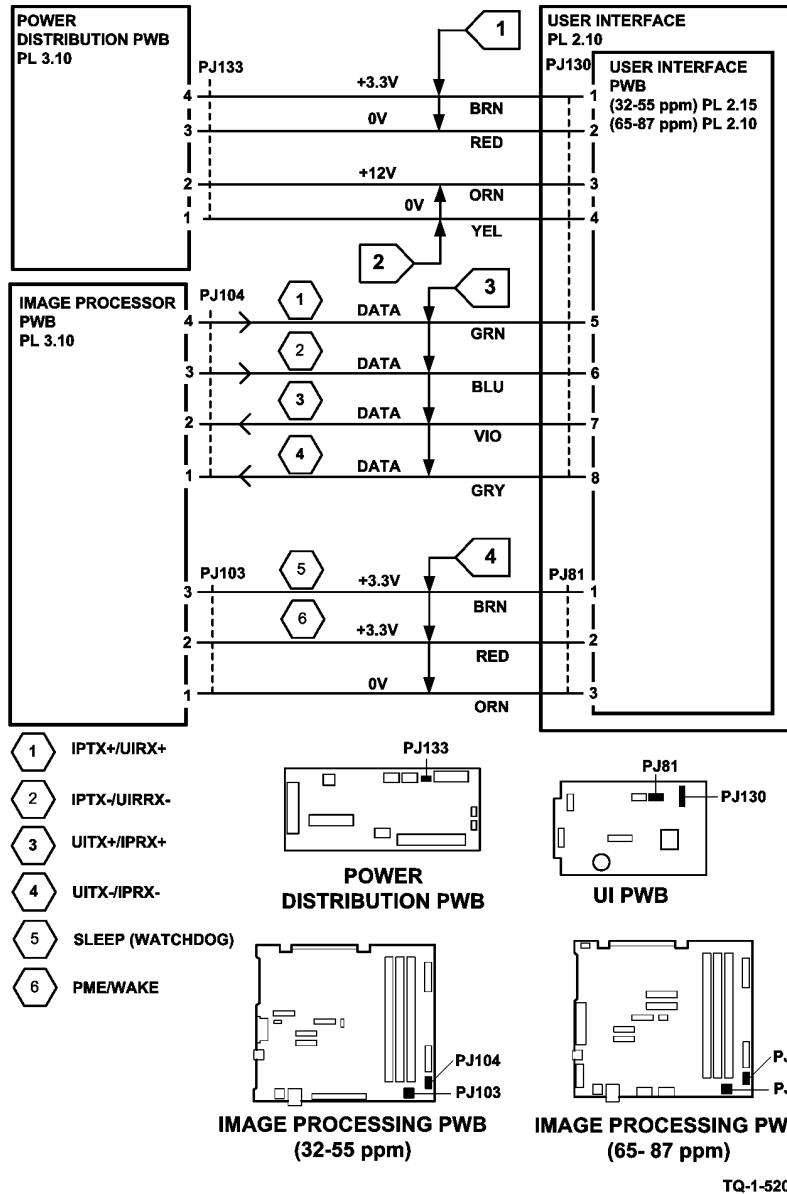 POWER
DISTRIBUTION PWB
PL 3.10
PJ133
4
3
2
1
+3.3V
BRN
0V
RED
+12V
ORN
0V
YEL
1
2
USER INTERFACE
PL 2.10
PJ130
USER INTERFACE
PWB
(32-55 ppm) PL 2.15
(65-87 ppm) PL 2.10
1
2
3
4
IMAGE PROCESSOR
PWB
PL 3.10
PJ104
4
3
2
1
1
2
3
4
DATA
GRN
DATA
BLU
DATA
VIO
DATA
GRY
3
5
6
7
8
PJ103
3
2
1
5
6
+3.3V
BRN
+3.3V
RED
0V
ORN
4
PJ81
1
2
3
1 IPTX+/UIRX+
2 IPTX-/UIRRX-
3 UITX+/IPRX+
4 UITX-/IPRX-
5 SLEEP (WATCHDOG)
6 PME/WAKE
PJ133
POWER
DISTRIBUTION PWB
PJ81
PJ130
UI PWB
PJ104
PJ103
IMAGE PROCESSING PWB
(32-55 ppm)
IMAGE PROCESSING PW
(65- 87 ppm)
TQ-1-520